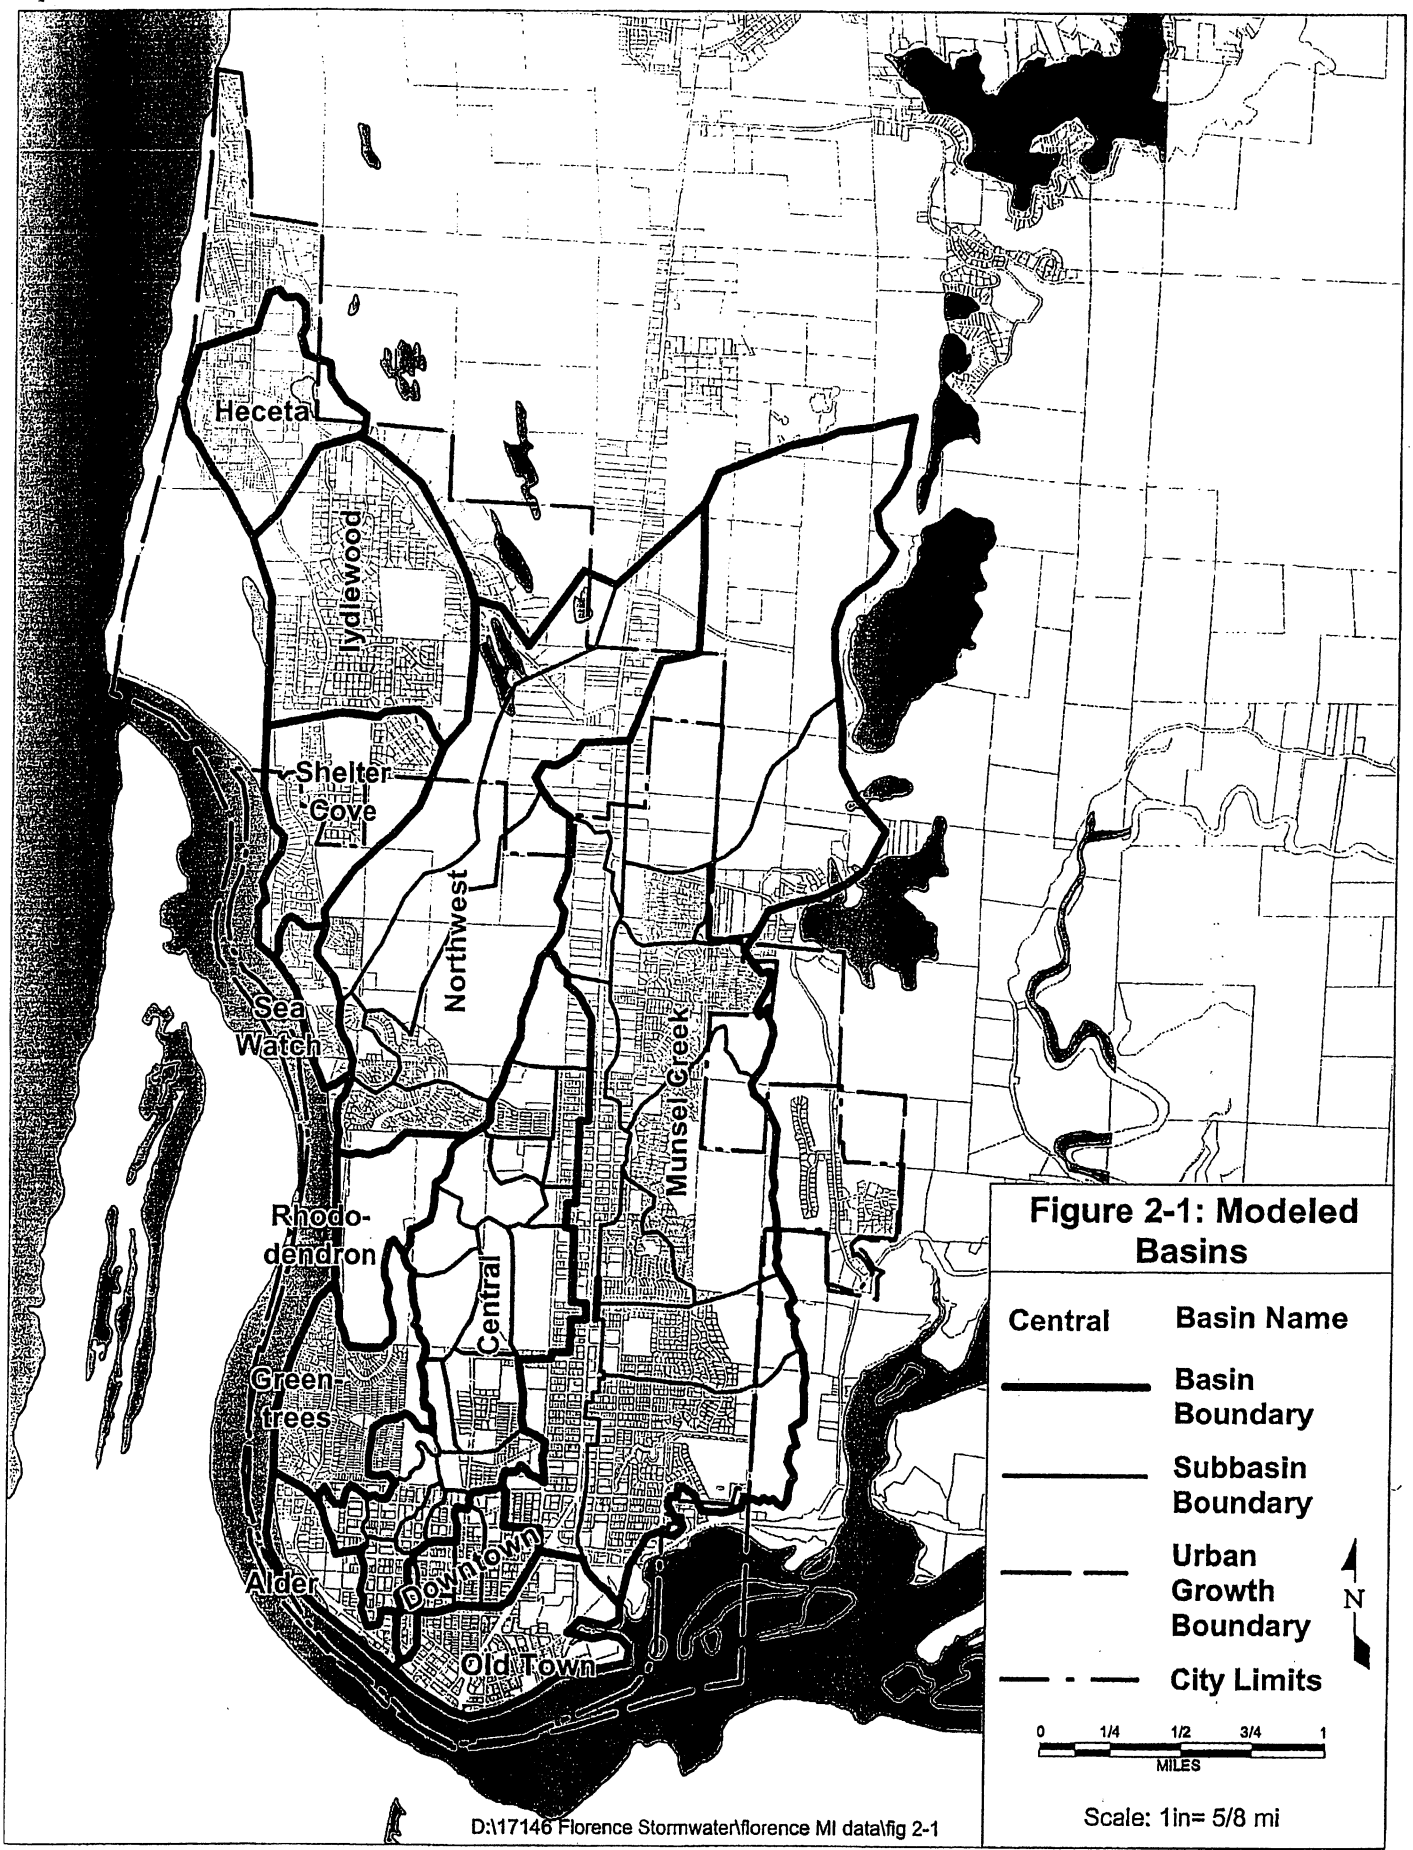 Heceta
Iydlewood
Shelter
Cove
Northwest
Sea
Watch
Munsel Creek
Rhodo-
dendron
Central
Green-
trees
Downtown
Alder
Old Town
Figure 2-1: Modeled
Basins
Central Basin Name
Basin
Boundary
Subbasin
Boundary
Urban
Growth
Boundary
N
City Limits
0 1/4 1/2 3/4 1
MILES
Scale: 1in= 5/8 mi
D:\17146 Florence Stormwater\florence MI data\fig 2-1